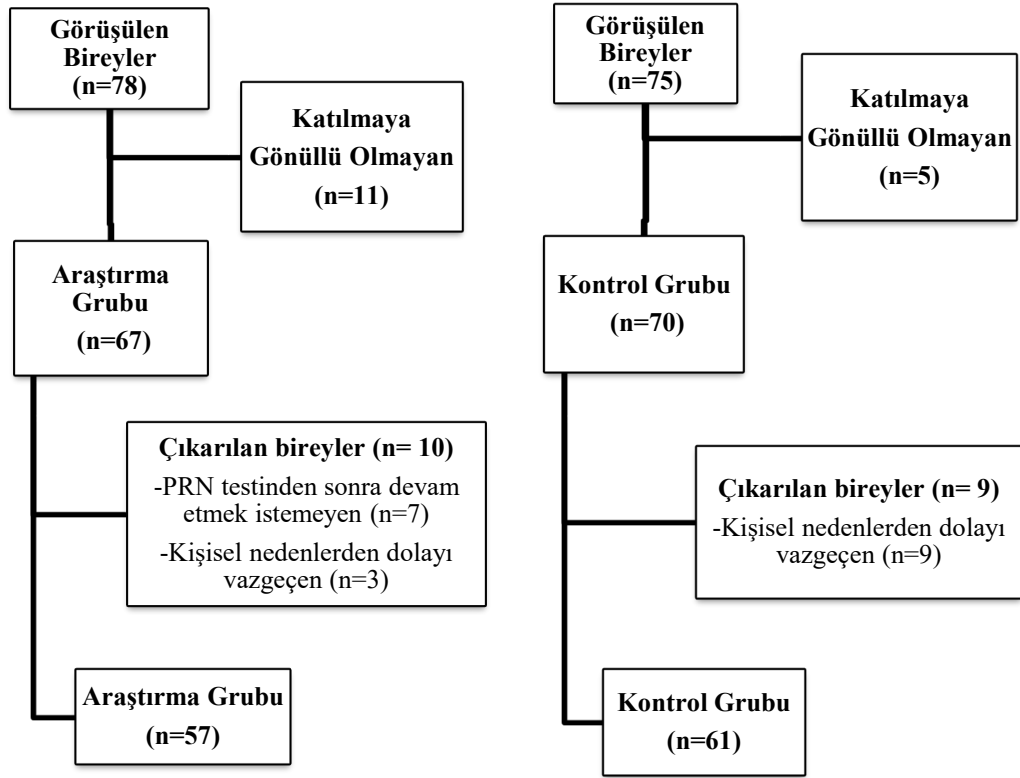 Görüşülen
Bireyler
(n=78)
Katılmaya
Gönüllü Olmayan
(n=11)
Araştırma
Grubu
(n=67)
Çıkarılan bireyler (n= 10)
-PRN testinden sonra devam
etmek istemeyen (n=7)
-Kişisel nedenlerden dolayı
vazgeçen (n=3)
Araştırma Grubu
(n=57)
Görüşülen
Bireyler
(n=75)
Katılmaya
Gönüllü Olmayan
(n=5)
Kontrol Grubu
(n=70)
Çıkarılan bireyler (n= 9)
-Kişisel nedenlerden dolayı
vazgeçen (n=9)
Kontrol Grubu
(n=61)